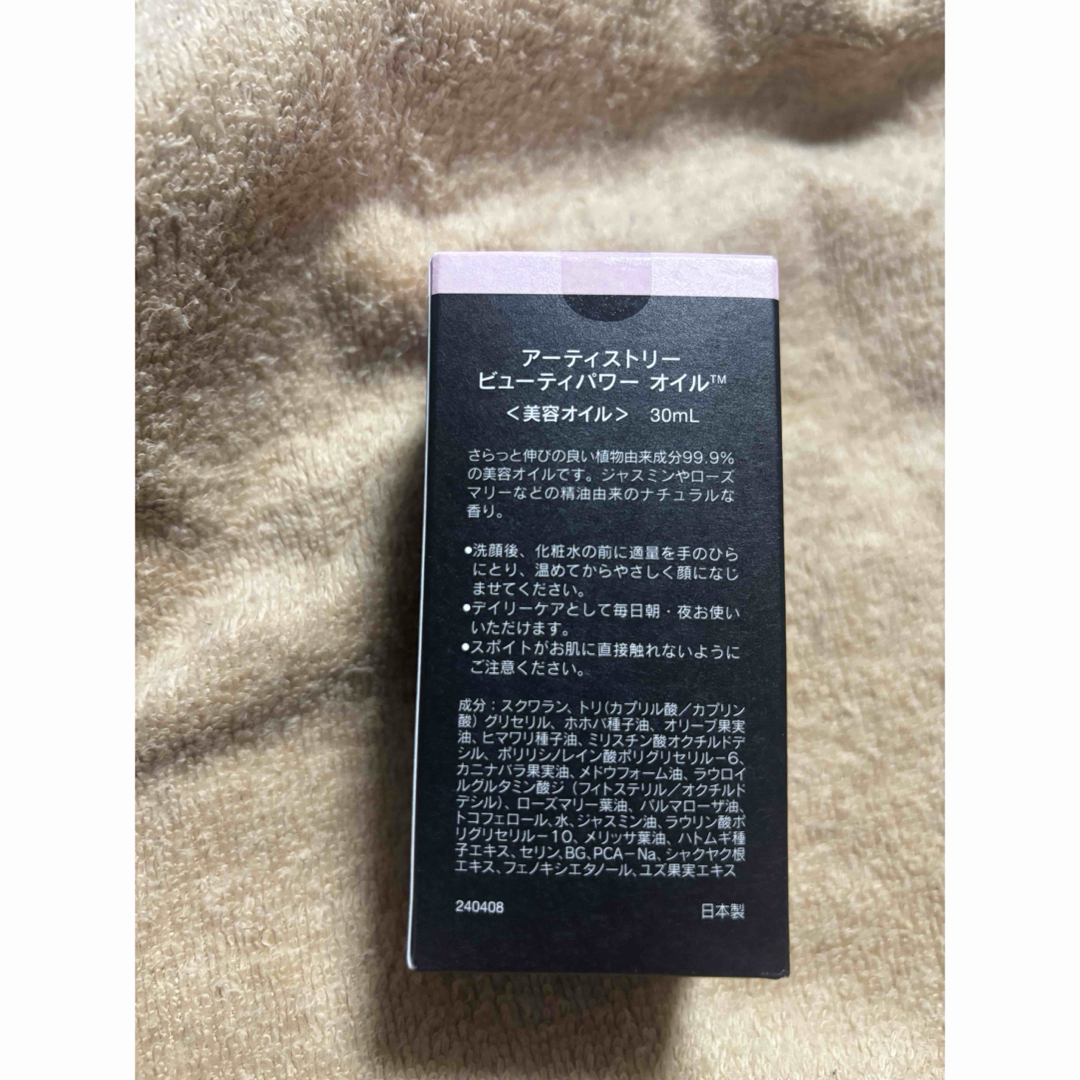 アーティストリー
ビューティパワー オイル™
＜美容オイル＞ 30mL
さらっと伸びの良い植物由来成分99.9%
の美容オイルです。ジャスミンやローズ
マリーなどの精油由来のナチュラルな
香り。
●洗顔後、化粧水の前に適量を手のひら
にとり、温めてからやさしく顔になじ
ませてください。
●デイリーケアとして毎日朝・夜お使い
いただけます。
●スポイトがお肌に直接触れないように
ご注意ください。
成分：スクワラン、トリ(カプリル酸／カプリン
酸）グリセリル、ホホバ種子油、オリーブ果実
油、ヒマワリ種子油、ミリスチン酸オクチルドデ
シル、ポリリシノレイン酸ポリグリセリル－6、
カニナバラ果実油、メドウフォーム油、ラウロイ
ルグルタミン酸ジ（フィトステリル／オクチルド
デシル）、ローズマリー葉油、パルマローザ油、
トコフェロール、水、ジャスミン油、ラウリン酸ポ
リグリセリル－10、メリッサ葉油、ハトムギ種
子エキス、セリン、BG、PCA－Na、シャクヤク根
エキス、フェノキシエタノール、ユズ果実エキス
240408 日本製